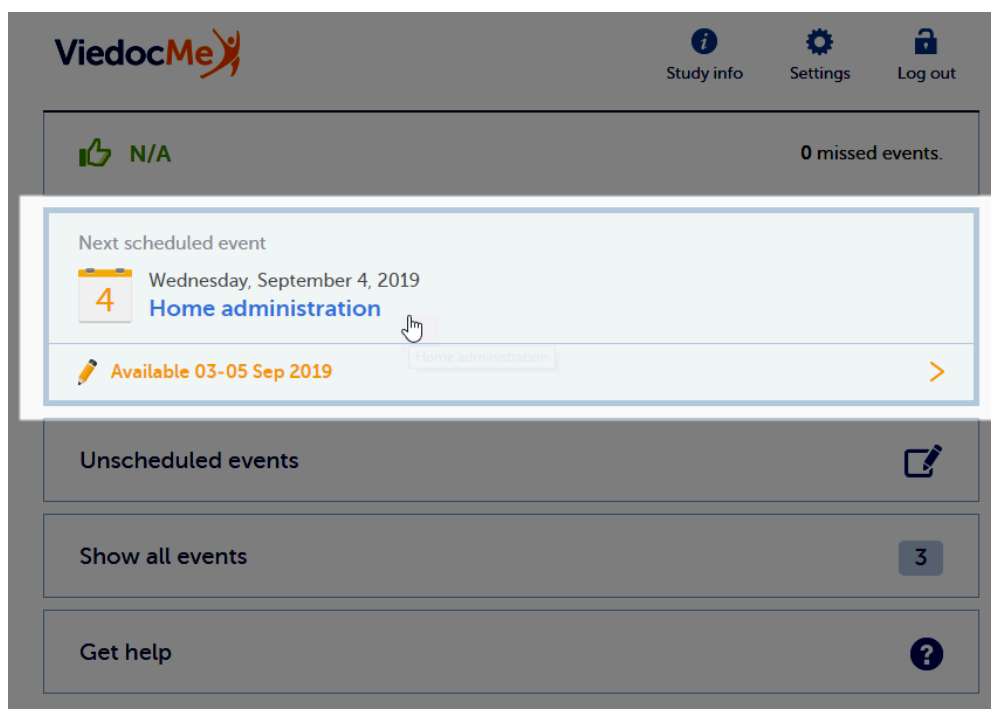 ViedocMe
Study info
Settings
Log out
N/A
0 missed events.
Next scheduled event
4
Wednesday, September 4, 2019
Home administration
Home administration
Available 03-05 Sep 2019
Unscheduled events
Show all events
3
Get help
?